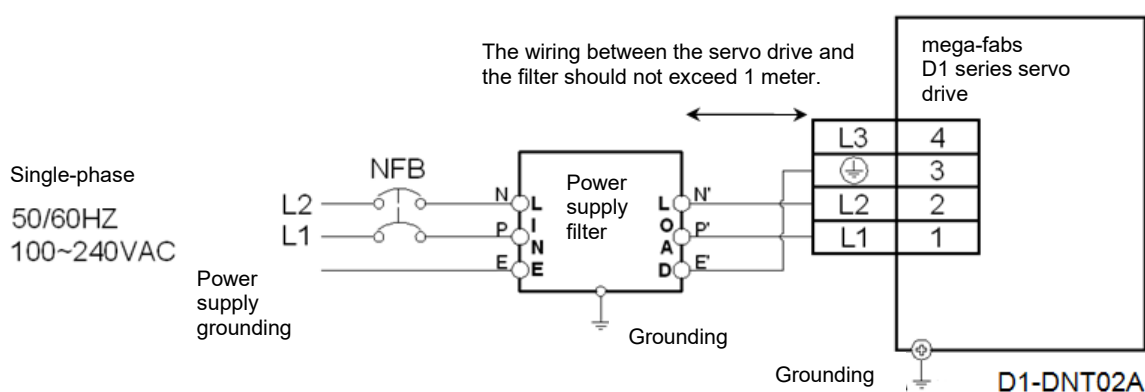 The wiring between the servo drive and
the filter should not exceed 1 meter.
mega-fabs
D1 series servo
drive
L3 4
3
L2 2
L1 1
Single-phase
50/60HZ
100~240VAC
NFB
L2
L1
Power
supply
grounding
N
P
E
LINE
Power
supply
filter
LOAD
N'
P'
E'
Grounding
Grounding
D1-DNT02A